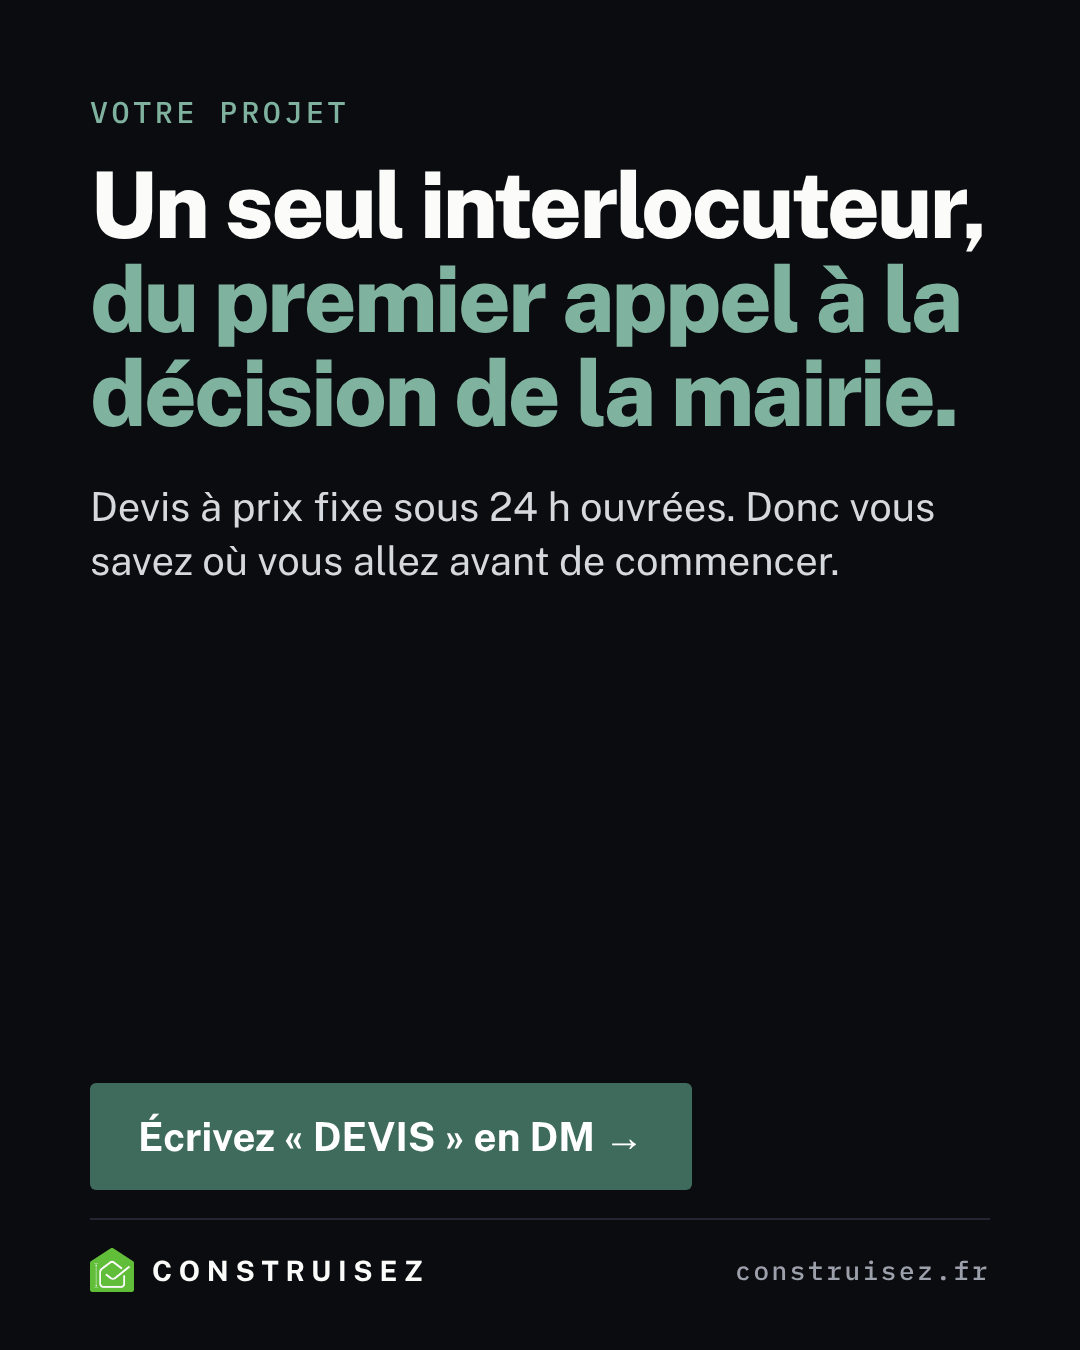 VOTRE PROJET
Un seul interlocuteur,
du premier appel à la
décision de la mairie.
Devis à prix fixe sous 24 h ouvrées. Donc vous
savez où vous allez avant de commencer.
Écrivez « DEVIS » en DM →
CONSTRUISEZ
construisez.fr